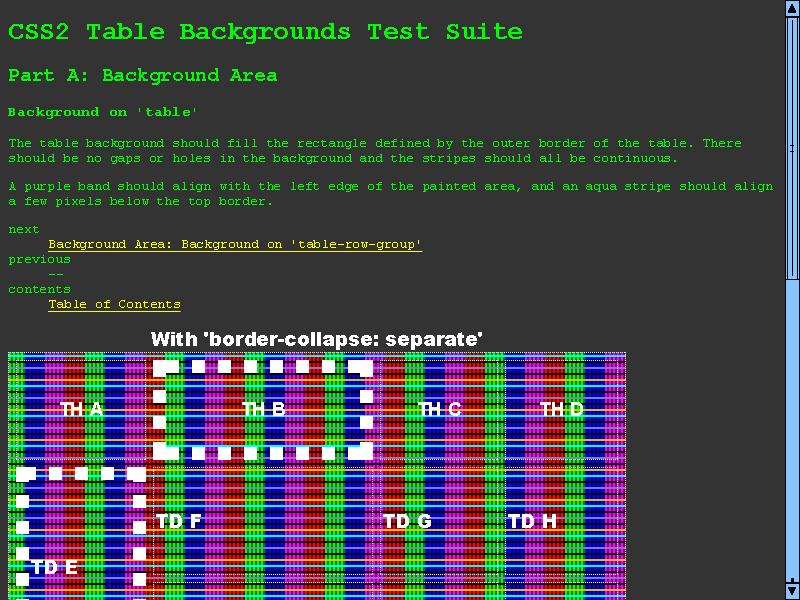 CSS2 Table Backgrounds Test Suite
Part A: Background Area
Background on 'table'
The table background should fill the rectangle defined by the outer border of the table. There
should be no gaps or holes in the background and the stripes should all be continuous.
A purple band should align with the left edge of the painted area, and an aqua stripe should align
a few pixels below the top border.
next
Background Area: Background on 'table-row-group'
previous
--
contents
Table of Contents
With 'border-collapse: separate'
TH A TH B TH C TH D
TD F TD G TD H
TD E